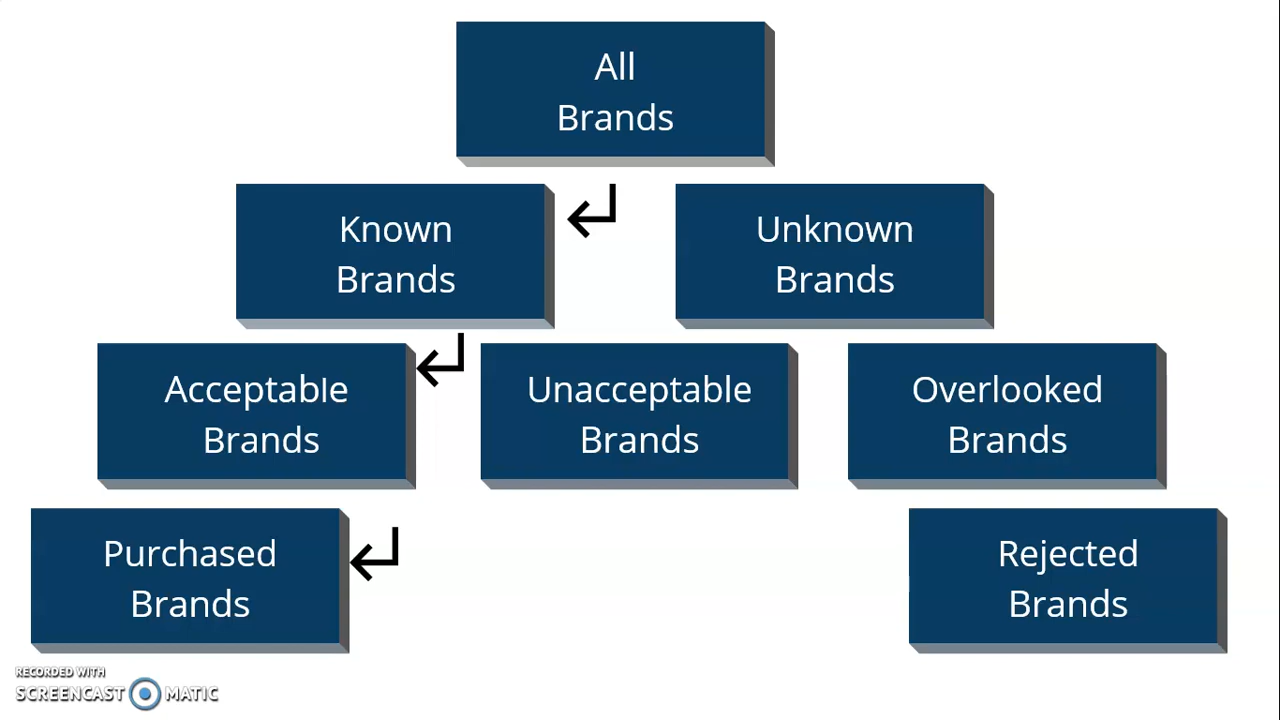 All
Brands
Known
Brands
Unknown
Brands
Acceptable
Brands
Unacceptable
Brands
Overlooked
Brands
Purchased
Brands
Rejected
Brands
RECORDED WITH
SCREENCAST MATIC